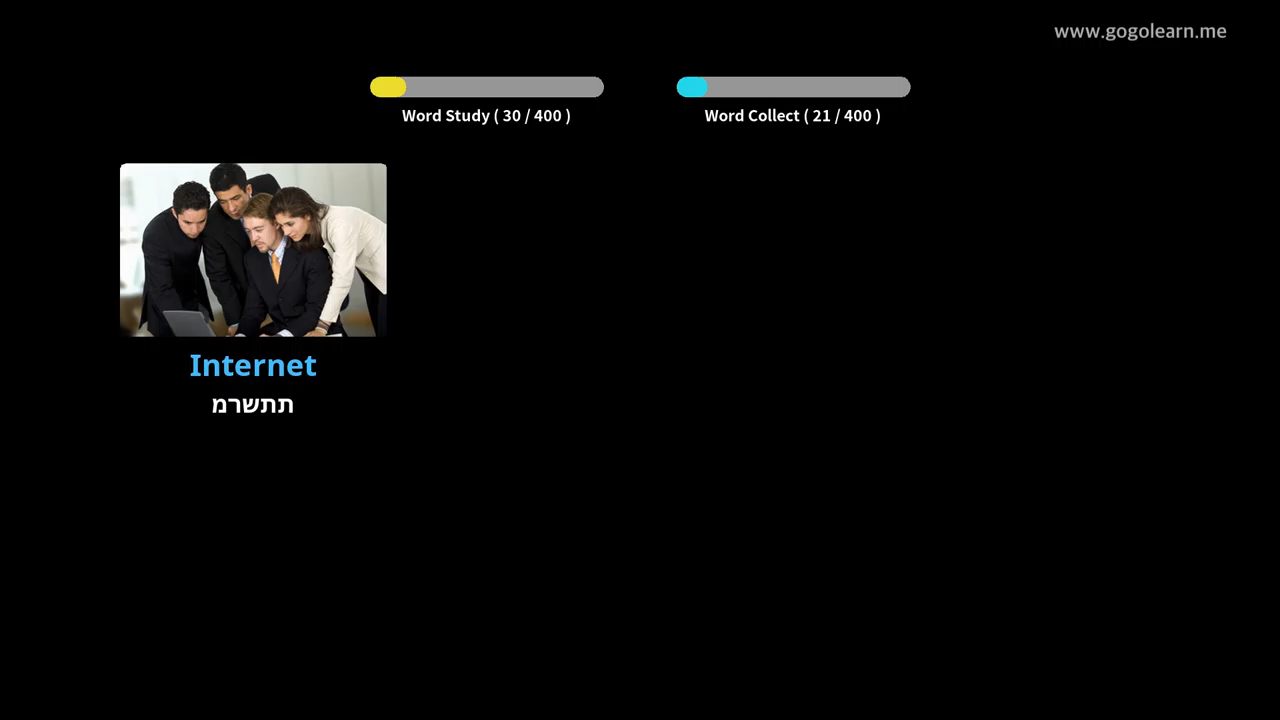 www.gogolearn.me
Word Study ( 30 / 400 )
Word Collect ( 21 / 400 )
Internet
תתשרמ